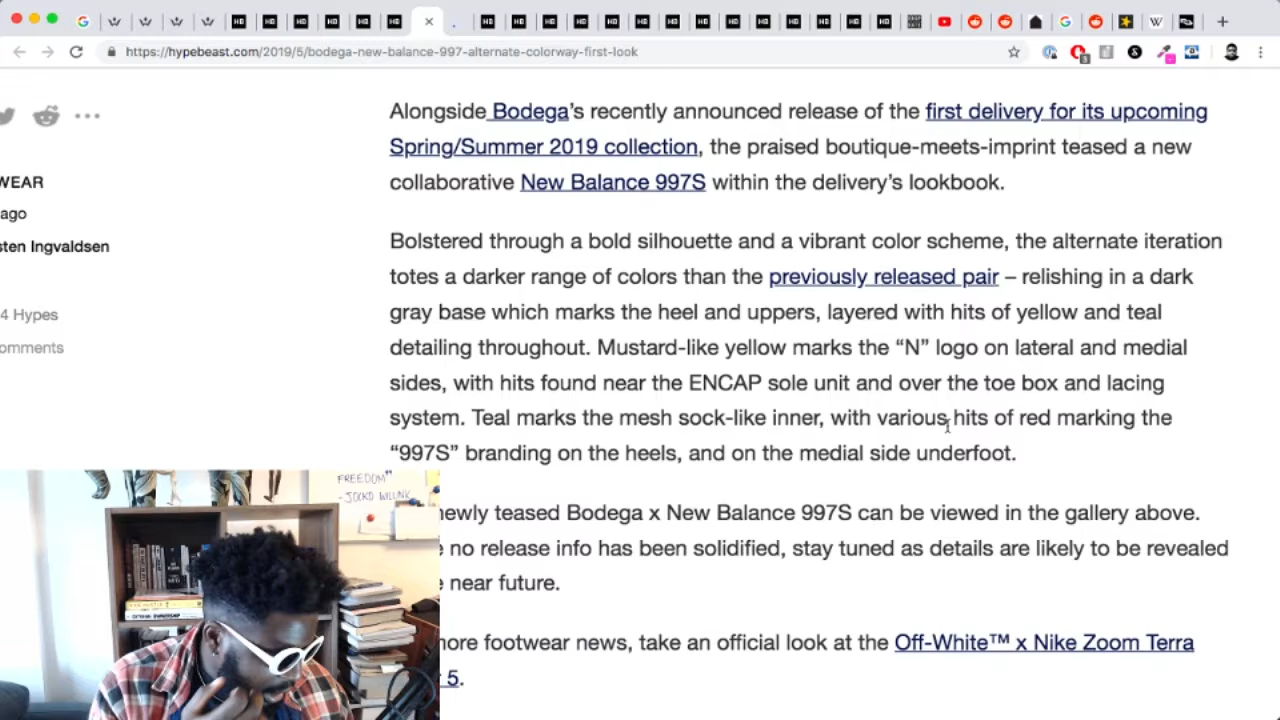 https://hypebeast.com/2019/5/bodega-new-balance-997-alternate-colorway-first-look
Alongside Bodega's recently announced release of the first delivery for its upcoming
Spring/Summer 2019 collection, the praised boutique-meets-imprint teased a new
collaborative New Balance 997S within the delivery's lookbook.
WEAR
ago
sten Ingvaldsen
4 Hypes
omments
Bolstered through a bold silhouette and a vibrant color scheme, the alternate iteration
totes a darker range of colors than the previously released pair – relishing in a dark
gray base which marks the heel and uppers, layered with hits of yellow and teal
detailing throughout. Mustard-like yellow marks the “N” logo on lateral and medial
sides, with hits found near the ENCAP sole unit and over the toe box and lacing
system. Teal marks the mesh sock-like inner, with various hits of red marking the
“997S” branding on the heels, and on the medial side underfoot.
newly teased Bodega x New Balance 997S can be viewed in the gallery above.
e no release info has been solidified, stay tuned as details are likely to be revealed
e near future.
nore footwear news, take an official look at the Off-White™ x Nike Zoom Terra
5.
FREEDOM"
- JOCKO WILLINK